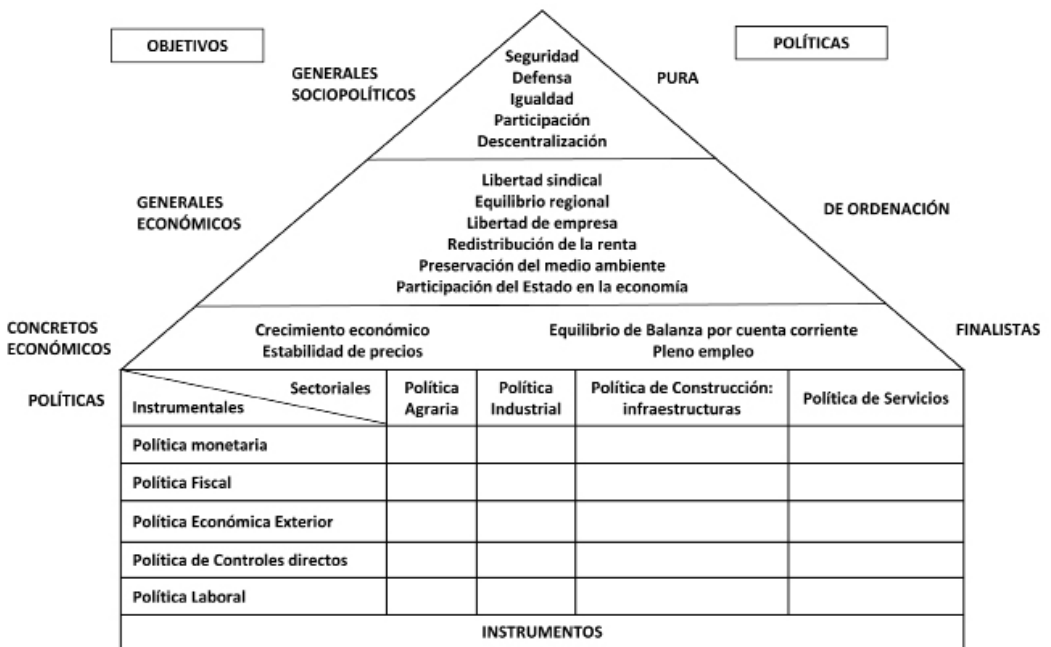 OBJETIVOS
POLÍTICAS
GENERALES
SOCIOPOLÍTICOS
Seguridad
Defensa
Igualdad
Participación
Descentralización
PURA
GENERALES
ECONÓMICOS
Libertad sindical
Equilibrio regional
Libertad de empresa
Redistribución de la renta
Preservación del medio ambiente
Participación del Estado en la economía
DE ORDENACIÓN
CONCRETOS
ECONÓMICOS
Crecimiento económico
Estabilidad de precios
Equilibrio de Balanza por cuenta corriente
Pleno empleo
FINALISTAS
POLÍTICAS
Sectoriales
Instrumentales
Política
Agraria
Política
Industrial
Política de Construcción:
infraestructuras
Política de Servicios
Política monetaria
Política Fiscal
Política Económica Exterior
Política de Controles directos
Política Laboral
INSTRUMENTOS